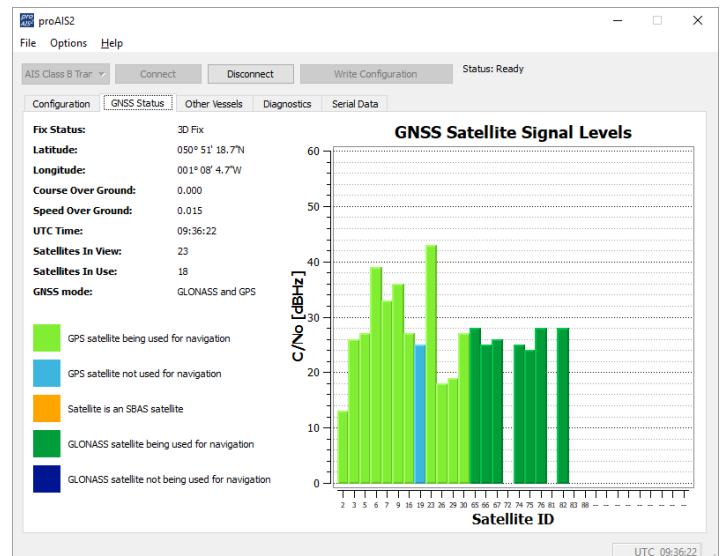 pro AIS2 proAIS2
File Options Help
AIS Class B Trar Connect Disconnect Write Configuration Status: Ready
Configuration GNSS Status Other Vessels Diagnostics Serial Data
Fix Status: 3D Fix
Latitude: 050° 51' 18.7"N
Longitude: 001° 08' 4.7"W
Course Over Ground: 0.000
Speed Over Ground: 0.015
UTC Time: 09:36:22
Satellites In View: 23
Satellites In Use: 18
GNSS mode: GLONASS and GPS
GPS satellite being used for navigation
GPS satellite not used for navigation
Satellite is an SBAS satellite
GLONASS satellite being used for navigation
GLONASS satellite not being used for navigation
GNSS Satellite Signal Levels
60
50
40
30
20
10
0
C/No [dBHz]
2 3 5 6 7 9 16 19 23 26 29 30 65 66 67 72 74 75 76 81 82 83 88 -- -- -- -- -- -- -- -- --
Satellite ID
UTC 09:36:22